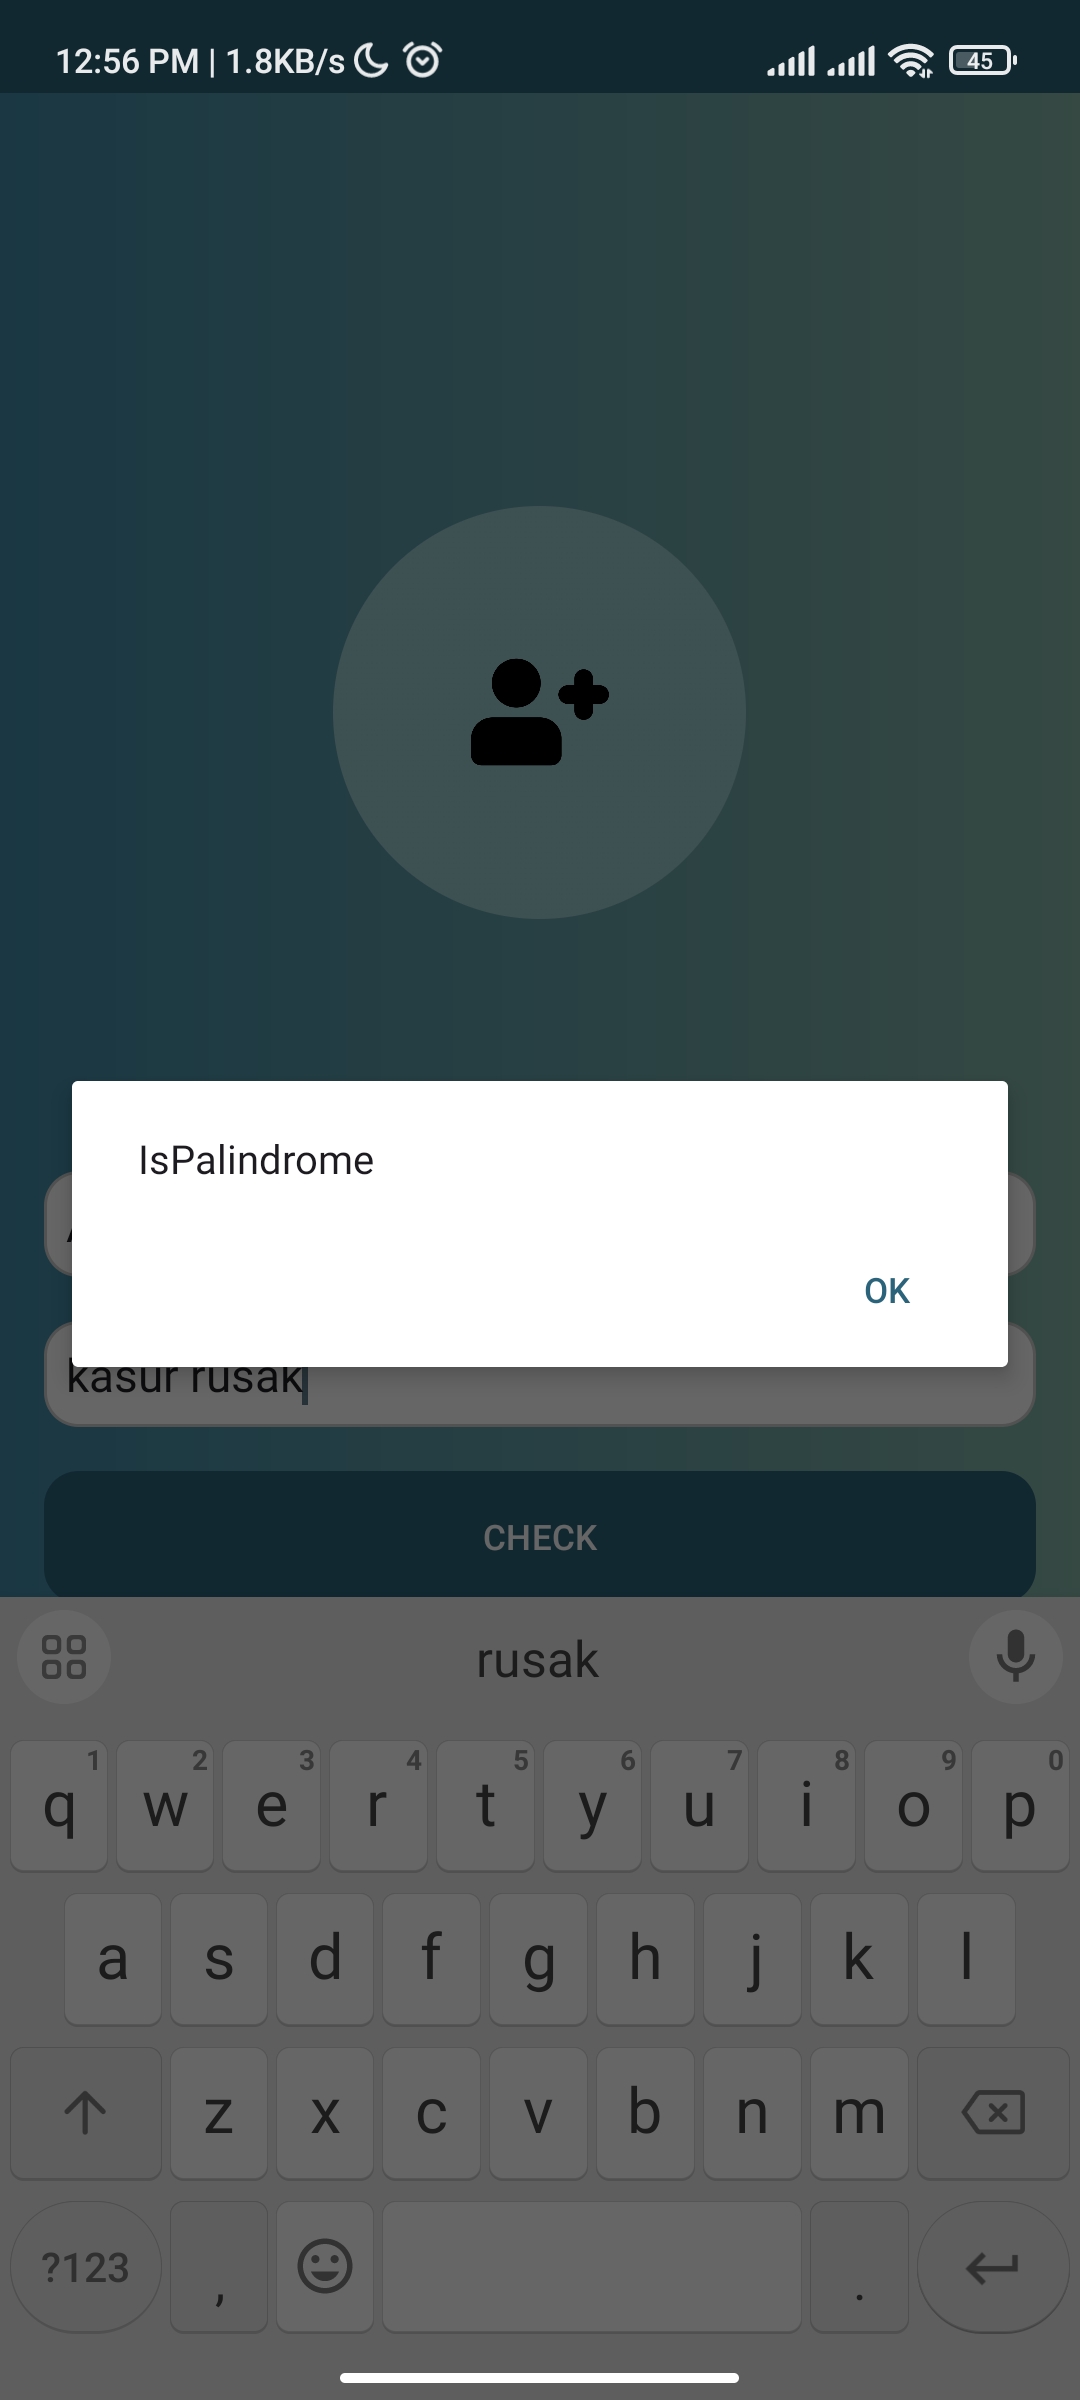 12:56 PM | 1.8KB/s
45
IsPalindrome
OK
kasur rusak
CHECK
rusak
q 1 w 2 e 3 r 4 t 5 y 6 u 7 i 8 o 9 p 0
a s d f g h j k l
z x c v b n m
?123 , .